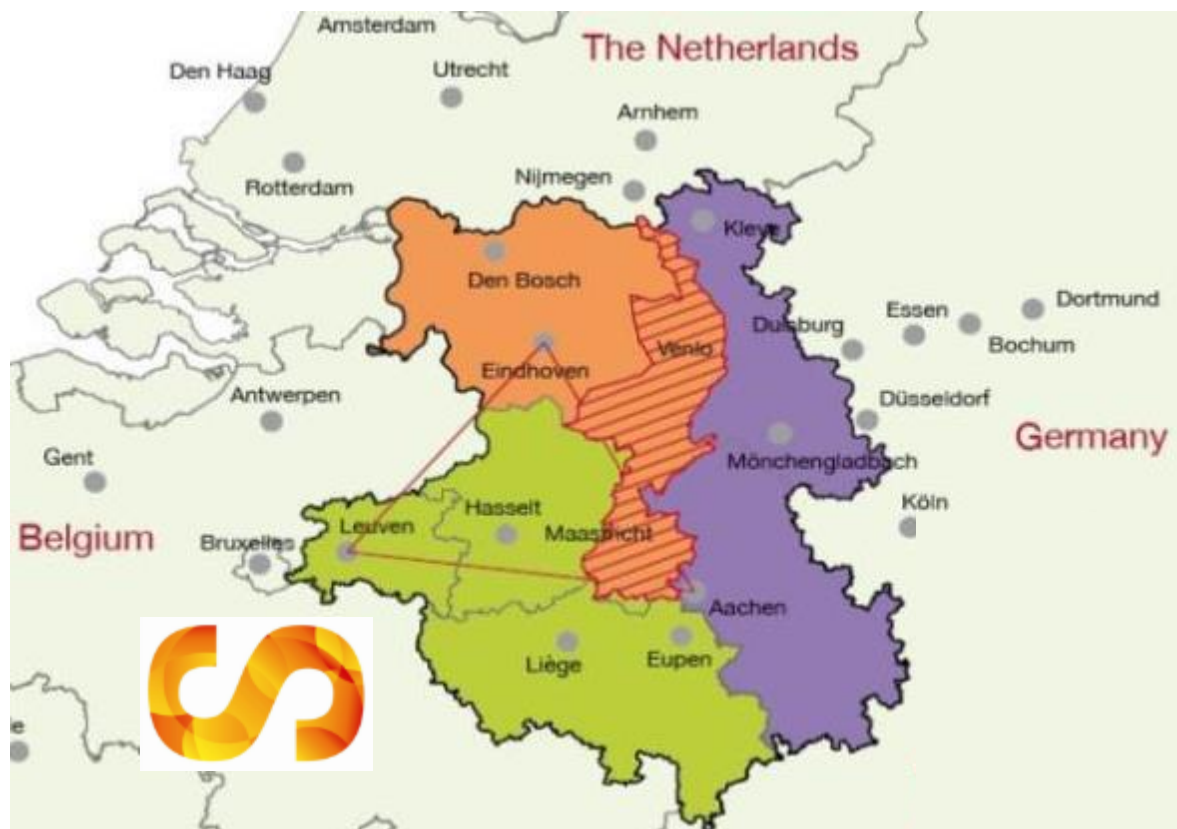 Amsterdam
The Netherlands
Den Haag
Utrecht
Arnhem
Nijmegen
Rotterdam
Kleve
Den Bosch
Dortmund
Essen
Duisburg
Bochum
Venlo
Eindhoven
Antwerpen
Düsseldorf
Germany
Gent
Mönchengladbach
Köln
Hasselt
Leuven
Maastricht
Belgium
Bruxelles
Aachen
Liège
Eupen
e